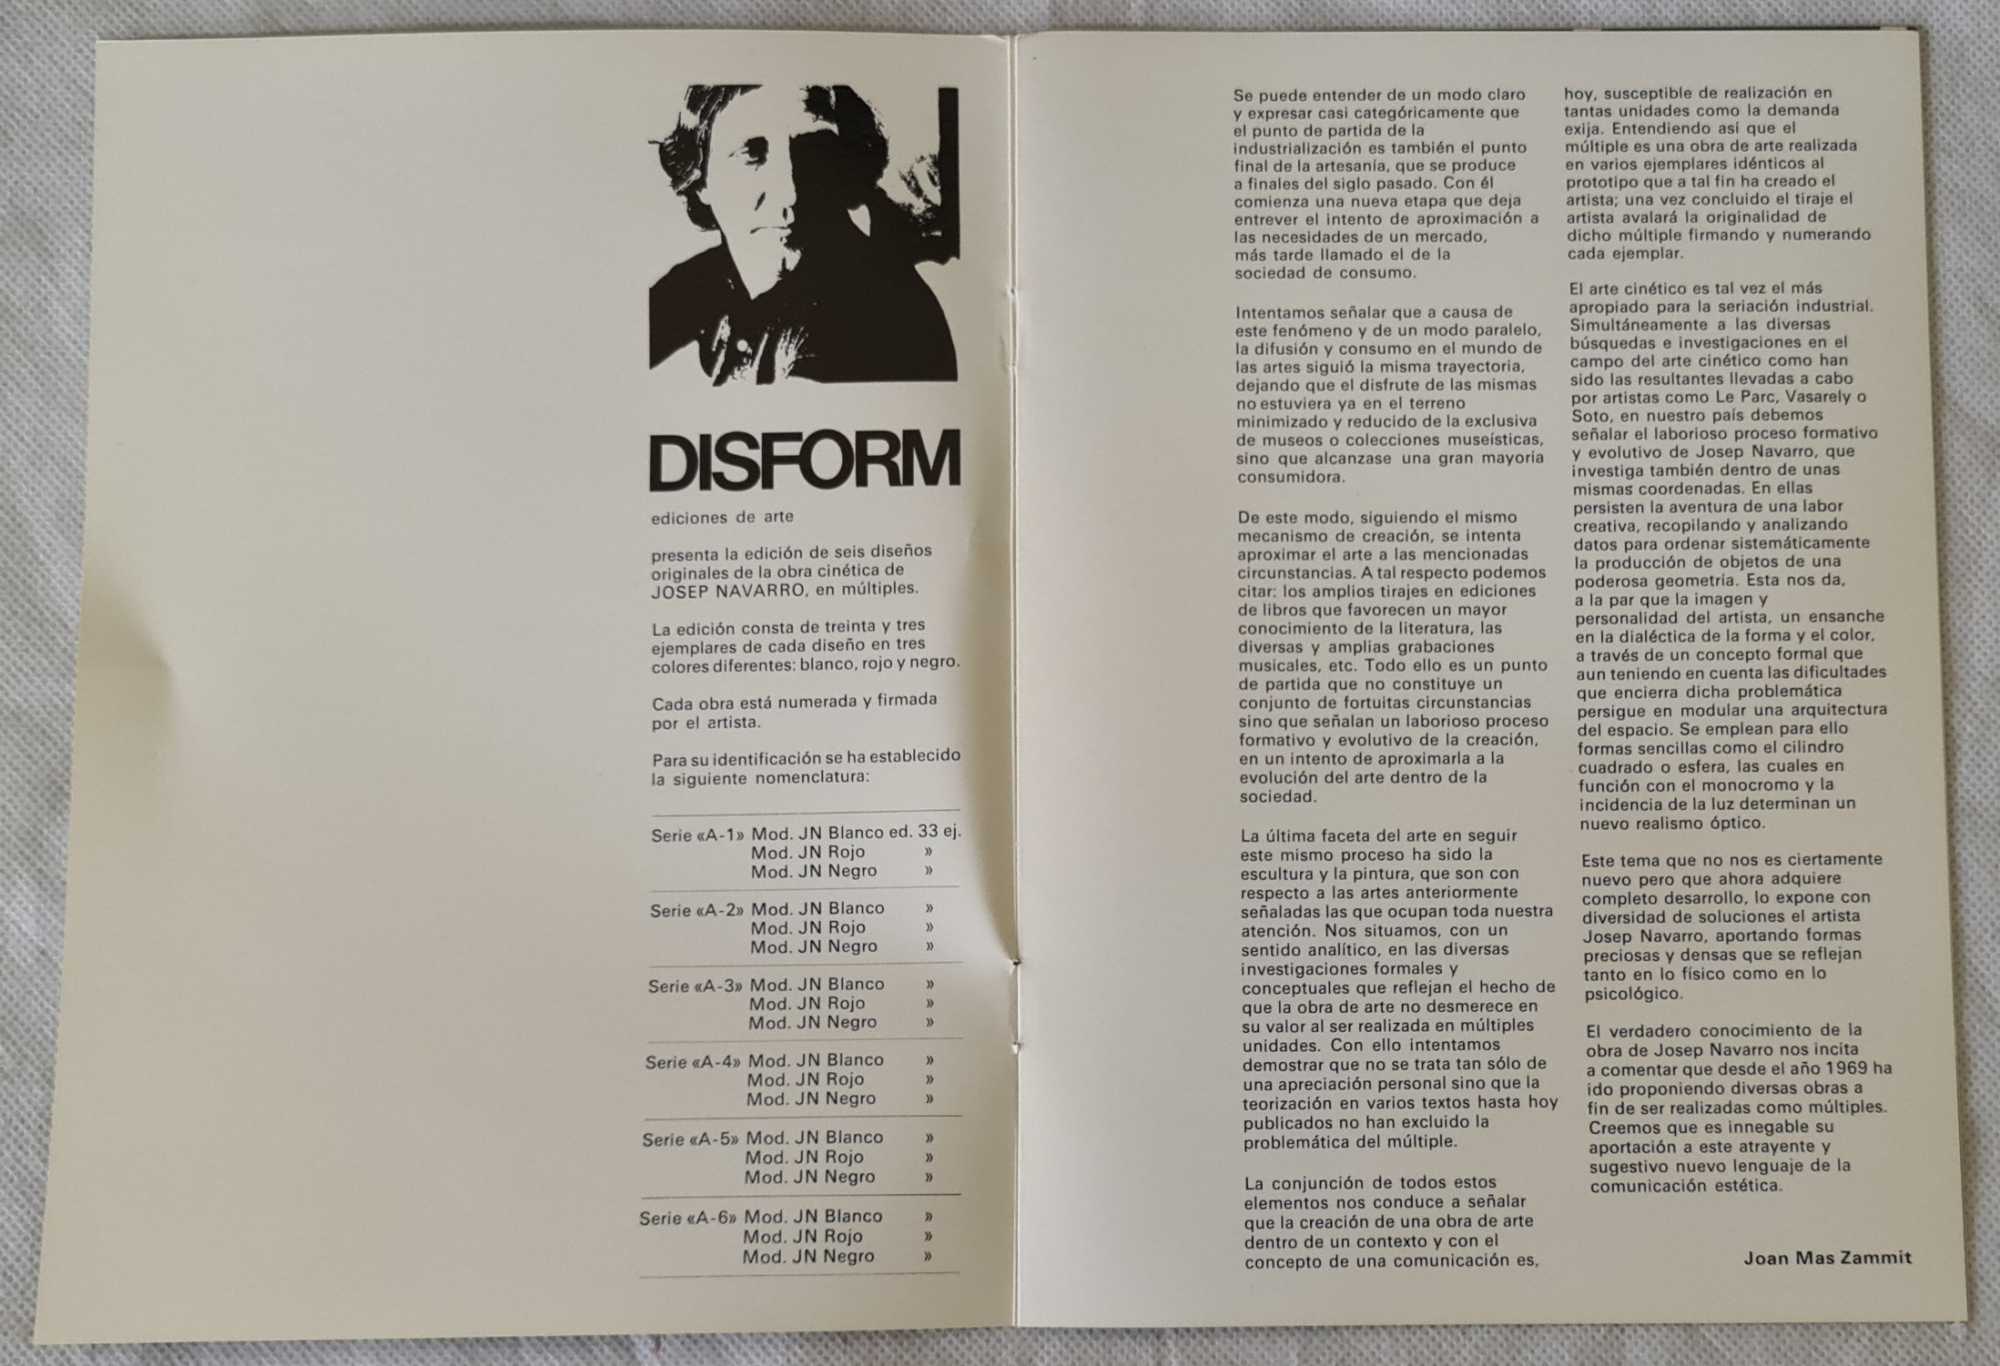 DISFORM
ediciones de arte
presenta la edición de seis diseños
originales de la obra cinética de
JOSEP NAVARRO, en múltiples.
La edición consta de treinta y tres
ejemplares de cada diseño en tres
colores diferentes: blanco, rojo y negro.
Cada obra está numerada y firmada
por el artista.
Para su identificación se ha establecido
la siguiente nomenclatura:
Serie «A-1» Mod. JN Blanco ed. 33 ej.
Mod. JN Rojo »
Mod. JN Negro »
Serie «A-2» Mod. JN Blanco »
Mod. JN Rojo »
Mod. JN Negro »
Serie «A-3» Mod. JN Blanco »
Mod. JN Rojo »
Mod. JN Negro »
Serie «A-4» Mod. JN Blanco »
Mod. JN Rojo »
Mod. JN Negro »
Serie «A-5» Mod. JN Blanco »
Mod. JN Rojo »
Mod. JN Negro »
Serie «A-6» Mod. JN Blanco »
Mod. JN Rojo »
Mod. JN Negro »
Se puede entender de un modo claro
y expresar casi categóricamente que
el punto de partida de la
industrialización es también el punto
final de la artesanía, que se produce
a finales del siglo pasado. Con él
comienza una nueva etapa que deja
entrever el intento de aproximación a
las necesidades de un mercado,
más tarde llamado el de la
sociedad de consumo.
Intentamos señalar que a causa de
este fenómeno y de un modo paralelo,
la difusión y consumo en el mundo de
las artes siguió la misma trayectoria,
dejando que el disfrute de las mismas
no estuviera ya en el terreno
minimizado y reducido de la exclusiva
de museos o colecciones museísticas,
sino que alcanzase una gran mayoría
consumidora.
De este modo, siguiendo el mismo
mecanismo de creación, se intenta
aproximar el arte a las mencionadas
circunstancias. A tal respecto podemos
citar: los amplios tirajes en ediciones
de libros que favorecen un mayor
conocimiento de la literatura, las
diversas y amplias grabaciones
musicales, etc. Todo ello es un punto
de partida que no constituye un
conjunto de fortuitas circunstancias
sino que señalan un laborioso proceso
formativo y evolutivo de la creación,
en un intento de aproximarla a la
evolución del arte dentro de la
sociedad.
La última faceta del arte en seguir
este mismo proceso ha sido la
escultura y la pintura, que son con
respecto a las artes anteriormente
señaladas las que ocupan toda nuestra
atención. Nos situamos, con un
sentido analítico, en las diversas
investigaciones formales y
conceptuales que reflejan el hecho de
que la obra de arte no desmerece en
su valor al ser realizada en múltiples
unidades. Con ello intentamos
demostrar que no se trata tan sólo de
una apreciación personal sino que la
teorización en varios textos hasta hoy
publicados no han excluido la
problemática del múltiple.
La conjunción de todos estos
elementos nos conduce a señalar
que la creación de una obra de arte
dentro de un contexto y con el
concepto de una comunicación es,
hoy, susceptible de realización en
tantas unidades como la demanda
exija. Entendiendo así que el
múltiple es una obra de arte realizada
en varios ejemplares idénticos al
prototipo que a tal fin ha creado el
artista; una vez concluido el tiraje el
artista avalará la originalidad de
dicho múltiple firmando y numerando
cada ejemplar.
El arte cinético es tal vez el más
apropiado para la seriación industrial.
Simultáneamente a las diversas
búsquedas e investigaciones en el
campo del arte cinético como han
sido las resultantes llevadas a cabo
por artistas como Le Parc, Vasarely o
Soto, en nuestro país debemos
señalar el laborioso proceso formativo
y evolutivo de Josep Navarro, que
investiga también dentro de unas
mismas coordenadas. En ellas
persisten la aventura de una labor
creativa, recopilando y analizando
datos para ordenar sistemáticamente
la producción de objetos de una
poderosa geometría. Esta nos da,
a la par que la imagen y
personalidad del artista, un ensanche
en la dialéctica de la forma y el color,
a través de un concepto formal que
aun teniendo en cuenta las dificultades
que encierra dicha problemática
persigue en modular una arquitectura
del espacio. Se emplean para ello
formas sencillas como el cilindro
cuadrado o esfera, las cuales en
función con el monocromo y la
incidencia de la luz determinan un
nuevo realismo óptico.
Este tema que no nos es ciertamente
nuevo pero que ahora adquiere
completo desarrollo, lo expone con
diversidad de soluciones el artista
Josep Navarro, aportando formas
preciosas y densas que se reflejan
tanto en lo físico como en lo
psicológico.
El verdadero conocimiento de la
obra de Josep Navarro nos incita
a comentar que desde el año 1969 ha
ido proponiendo diversas obras a
fin de ser realizadas como múltiples.
Creemos que es innegable su
aportación a este atrayente y
sugestivo nuevo lenguaje de la
comunicación estética.
Joan Mas Zammit